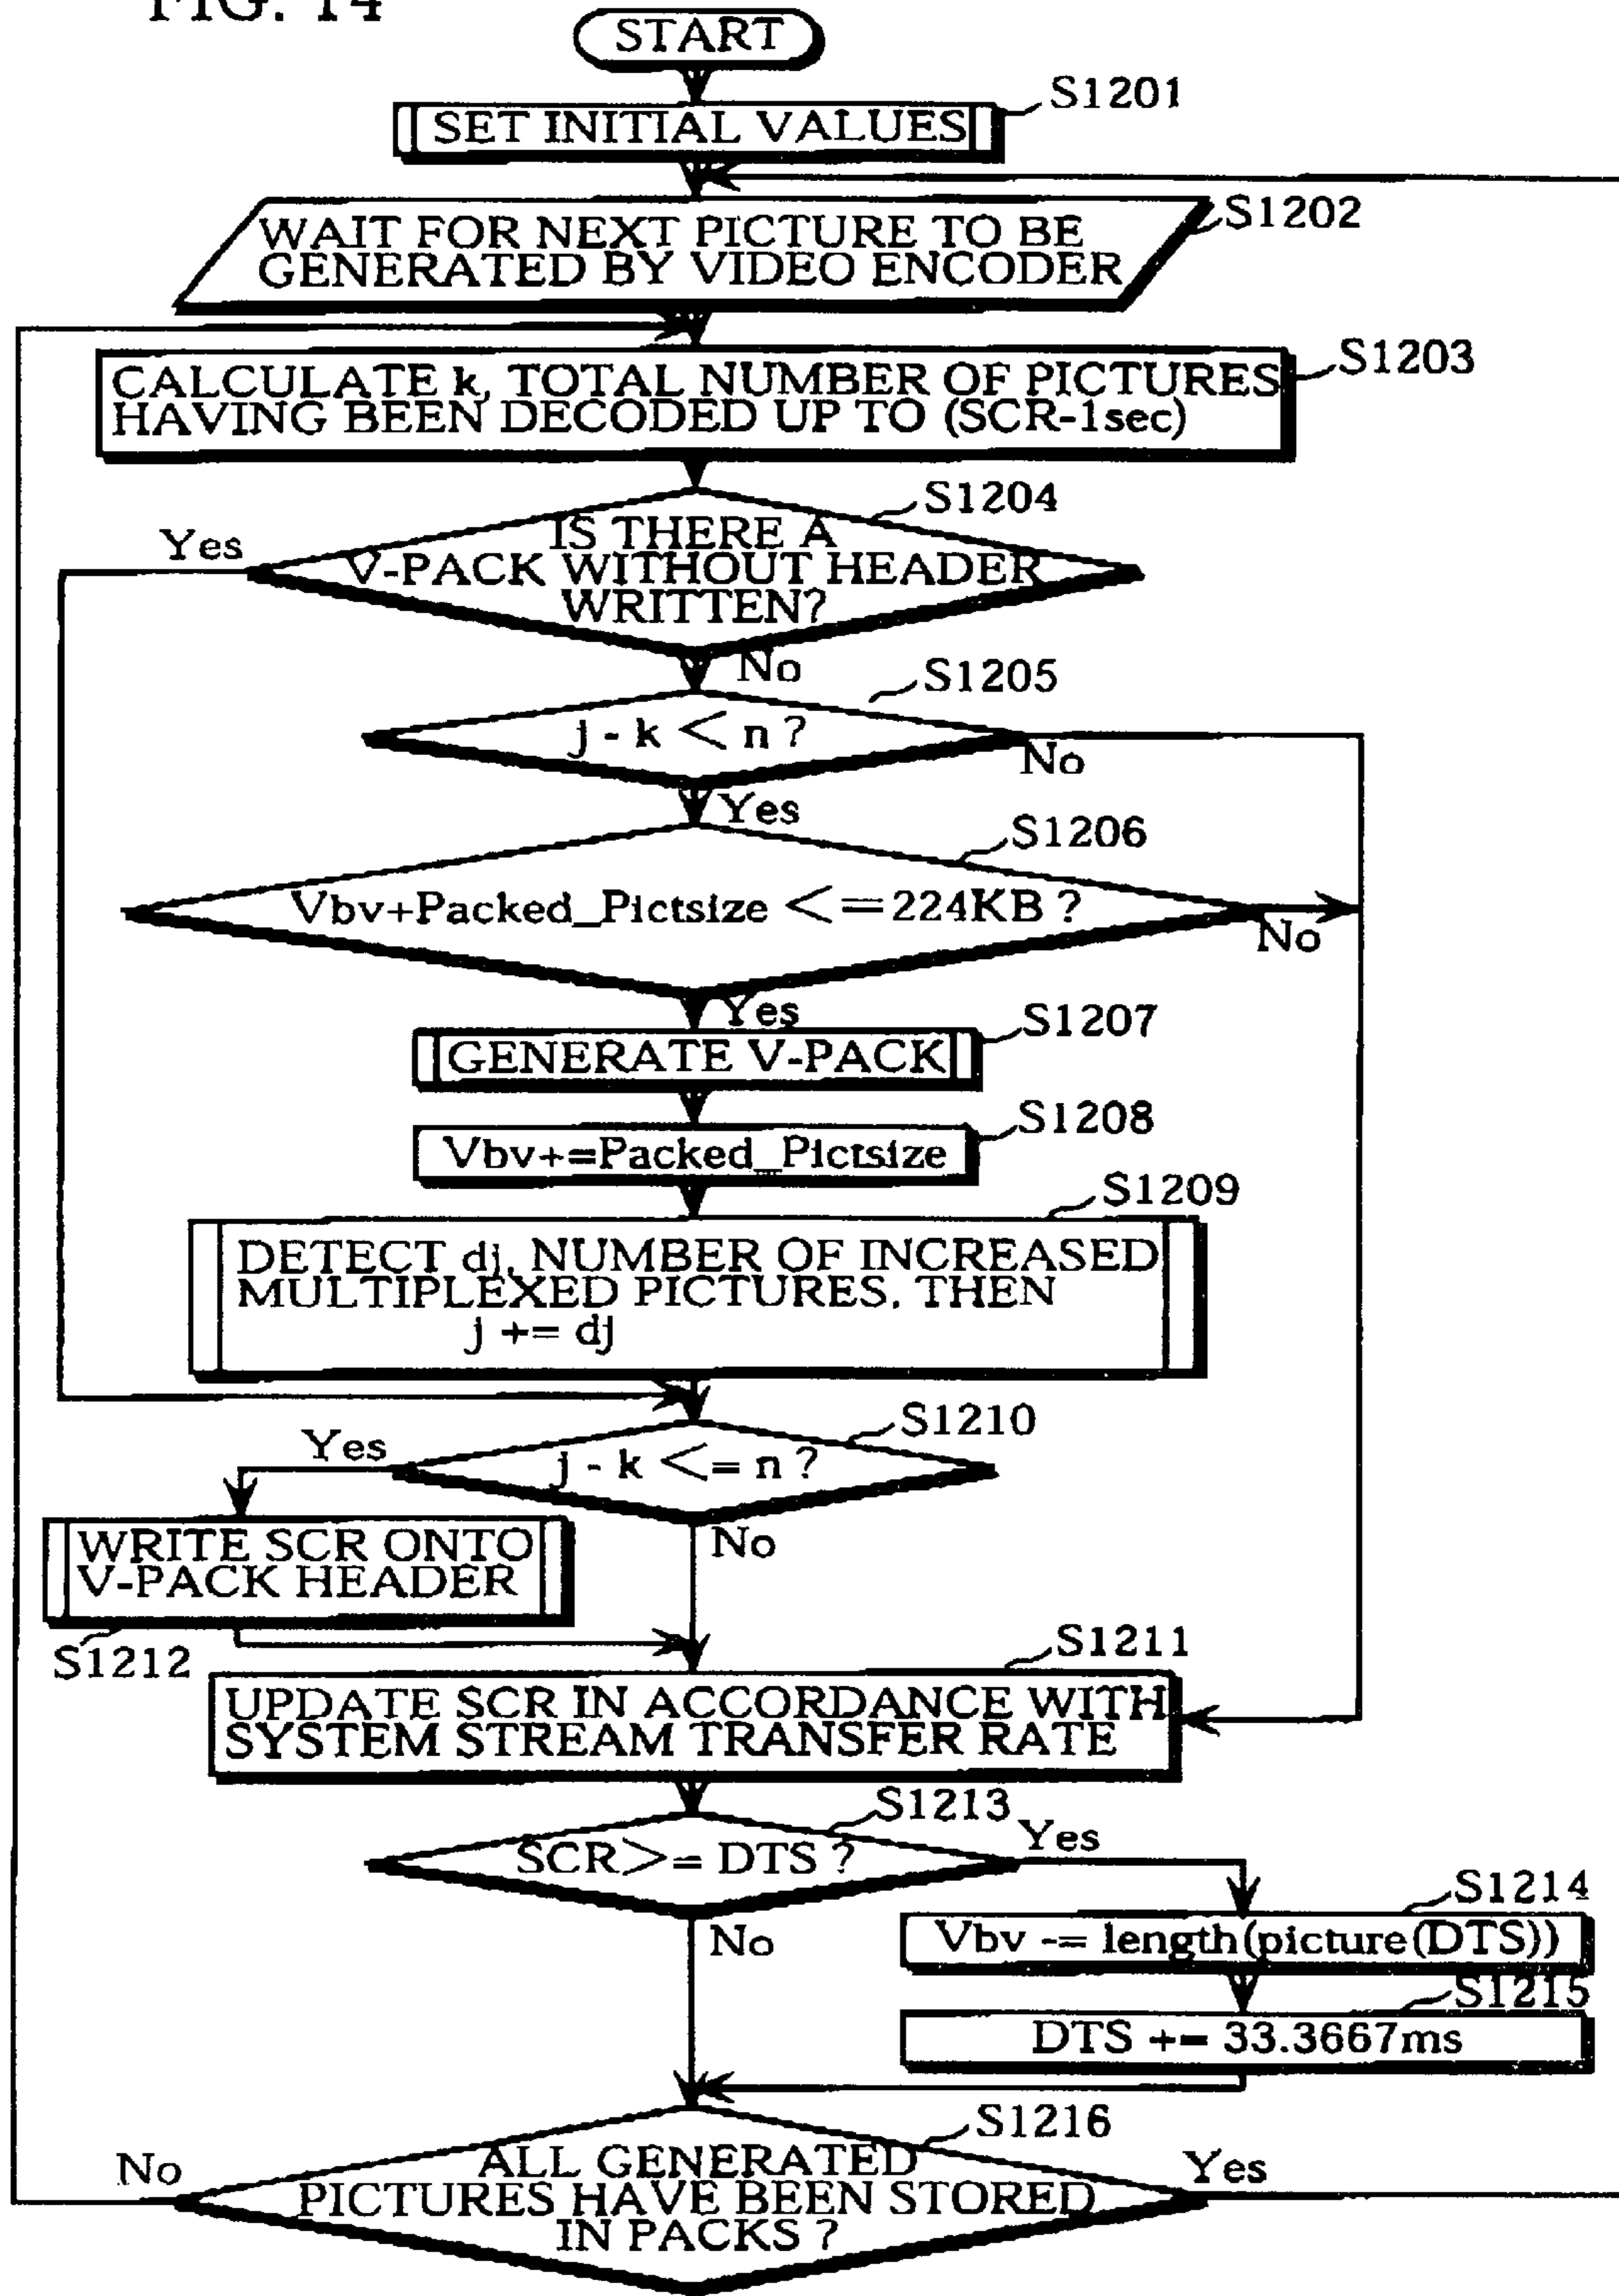 FIG. 14
START
S1201
SET INITIAL VALUES
S1202
WAIT FOR NEXT PICTURE TO BE
GENERATED BY VIDEO ENCODER
S1203
CALCULATE k, TOTAL NUMBER OF PICTURES
HAVING BEEN DECODED UP TO (SCR-1sec)
S1204
Yes
IS THERE A
V-PACK WITHOUT HEADER
WRITTEN?
No
S1205
j - k < n ?
No
Yes
S1206
Vbv+Packed_Pictsize <=224KB ?
No
Yes
S1207
GENERATE V-PACK
S1208
Vbv+=Packed_Pictsize
S1209
DETECT dj, NUMBER OF INCREASED
MULTIPLEXED PICTURES, THEN
j += dj
S1210
Yes
j - k <= n ?
No
WRITE SCR ONTO
V-PACK HEADER
S1212
S1211
UPDATE SCR IN ACCORDANCE WITH
SYSTEM STREAM TRANSFER RATE
S1213
Yes
SCR>= DTS ?
No
S1214
Vbv -= length(picture(DTS))
S1215
DTS += 33.3667ms
S1216
No
ALL GENERATED
PICTURES HAVE BEEN STORED
IN PACKS ?
Yes